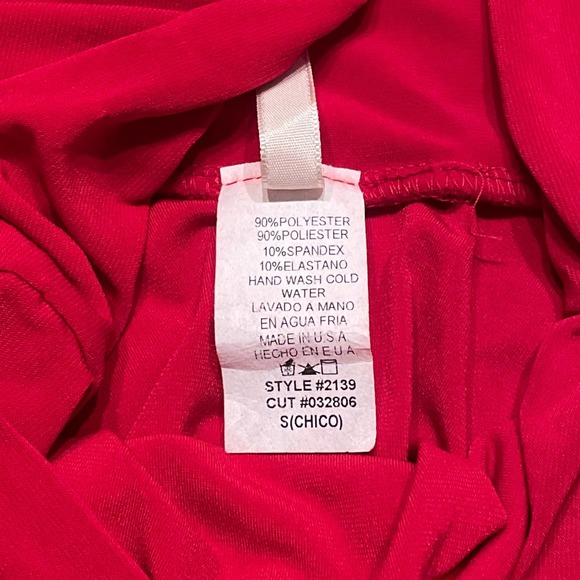 90%POLYESTER
90%POLIESTER
10%SPANDEX
10%ELASTANO
HAND WASH COLD
WATER
LAVADO A MANO
EN AGUA FRIA
MADE IN U.S.A
HECHO EN E U A
STYLE #2139
CUT #032806
S(CHICO)